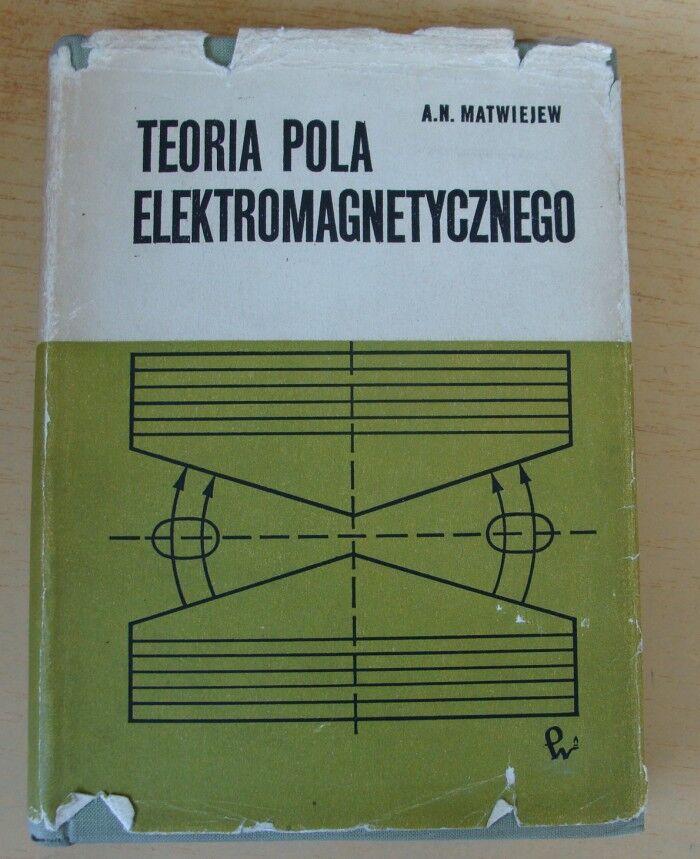 A.N. MATWIEJEW
TEORIA POLA
ELEKTROMAGNETYCZNEGO